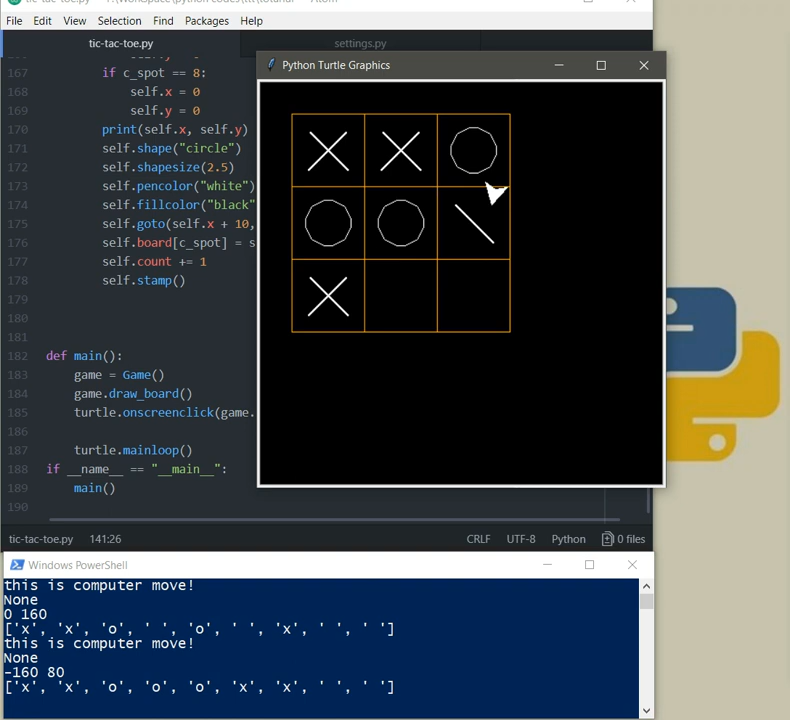 File Edit View Selection Find Packages Help
tic-tac-toe.py settings.py
Python Turtle Graphics
167 if c_spot == 8:
168 self.x = 0
169 self.y = 0
170 print(self.x, self.y)
171 self.shape("circle")
172 self.shapesize(2.5)
173 self.pencolor("white")
174 self.fillcolor("black"
175 self.goto(self.x + 10,
176 self.board[c_spot] = s
177 self.count += 1
178 self.stamp()
179
180
181
182 def main():
183 game = Game()
184 game.draw_board()
185 turtle.onscreenclick(game.
186
187 turtle.mainloop()
188 if __name__ == "__main__":
189 main()
190
tic-tac-toe.py 141:26 CRLF UTF-8 Python 0 files
Windows PowerShell
this is computer move!
None
0 160
['x', 'x', 'o', ' ', 'o', ' ', 'x', ' ', ' ']
this is computer move!
None
-160 80
['x', 'x', 'o', 'o', 'o', 'x', 'x', ' ', ' ']